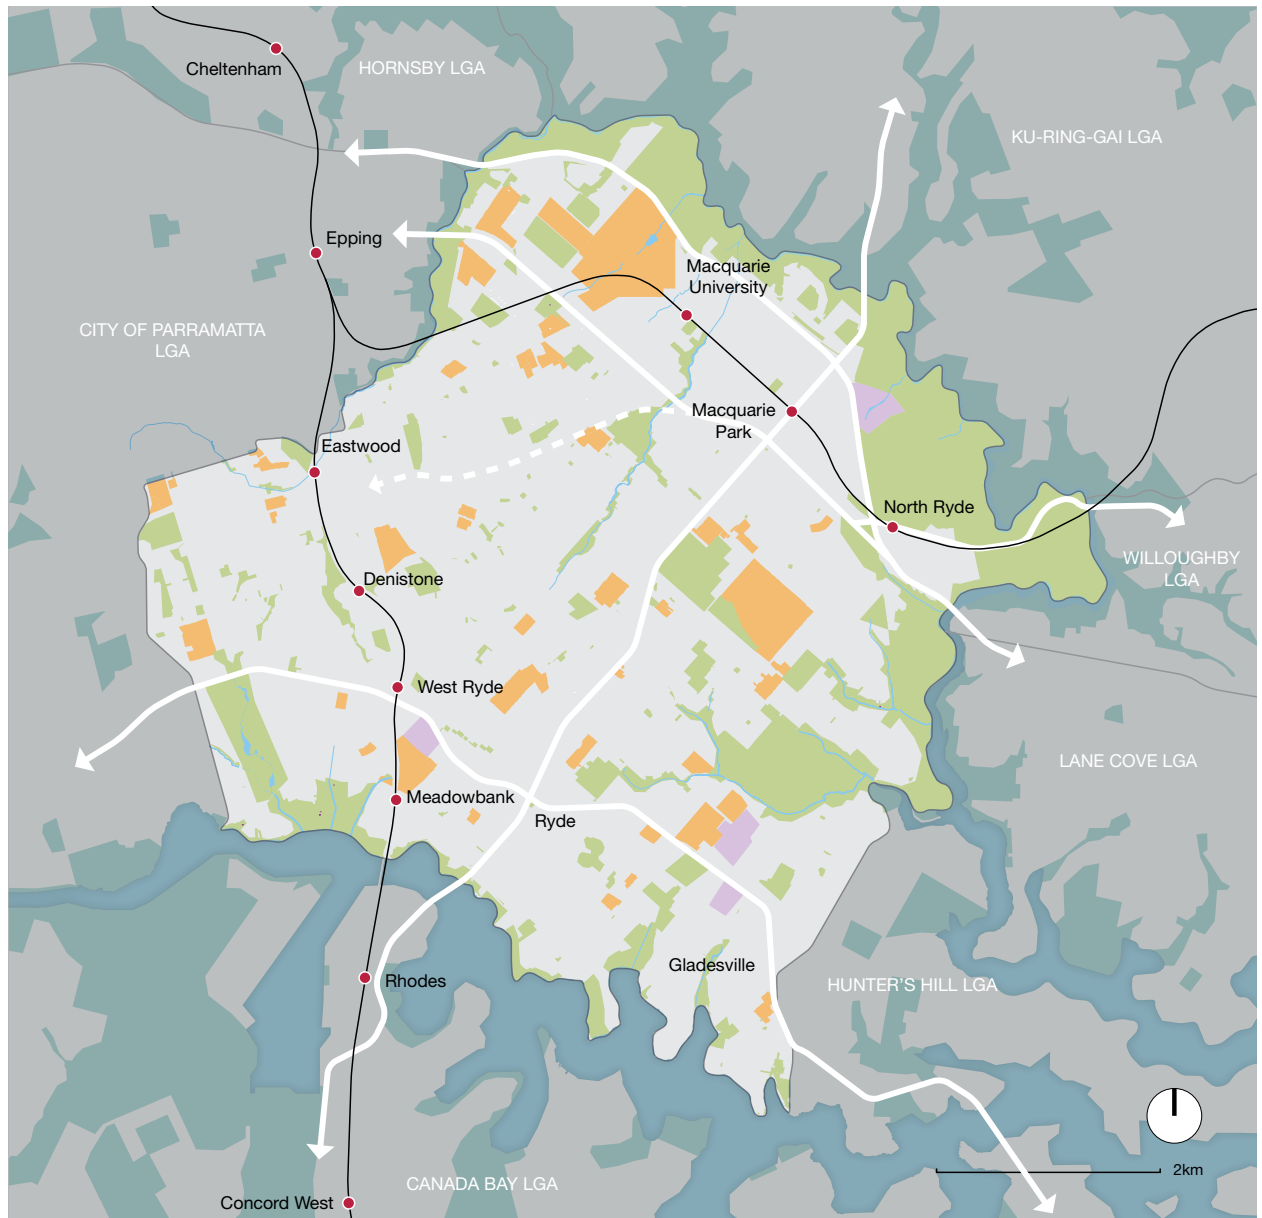 Cheltenham
HORNSBY LGA
KU-RING-GAI LGA
Epping
Macquarie
University
CITY OF PARRAMATTA
LGA
Macquarie
Park
Eastwood
North Ryde
WILLOUGHBY
LGA
Denistone
West Ryde
LANE COVE LGA
Meadowbank
Ryde
Gladesville
Rhodes
HUNTER'S HILL LGA
2km
CANADA BAY LGA
Concord West